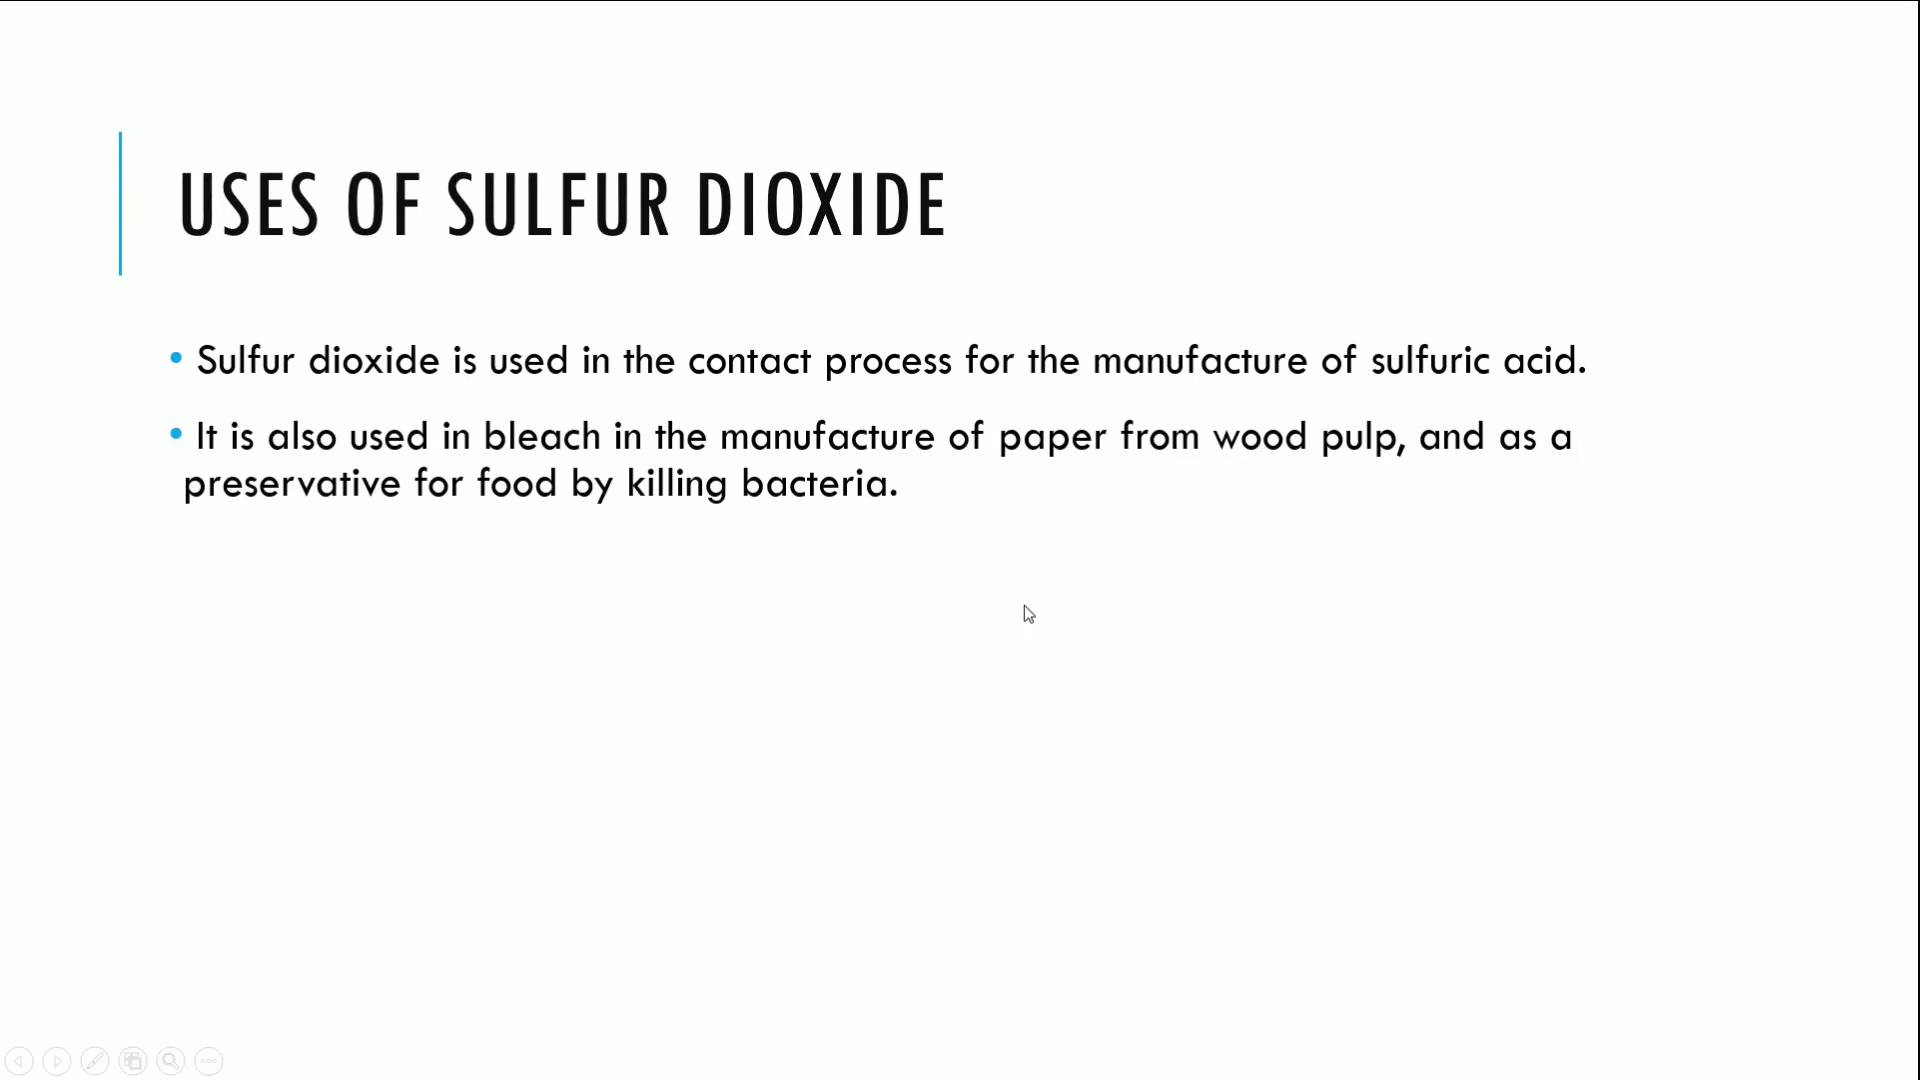 USES OF SULFUR DIOXIDE
• Sulfur dioxide is used in the contact process for the manufacture of sulfuric acid.
• It is also used in bleach in the manufacture of paper from wood pulp, and as a
preservative for food by killing bacteria.